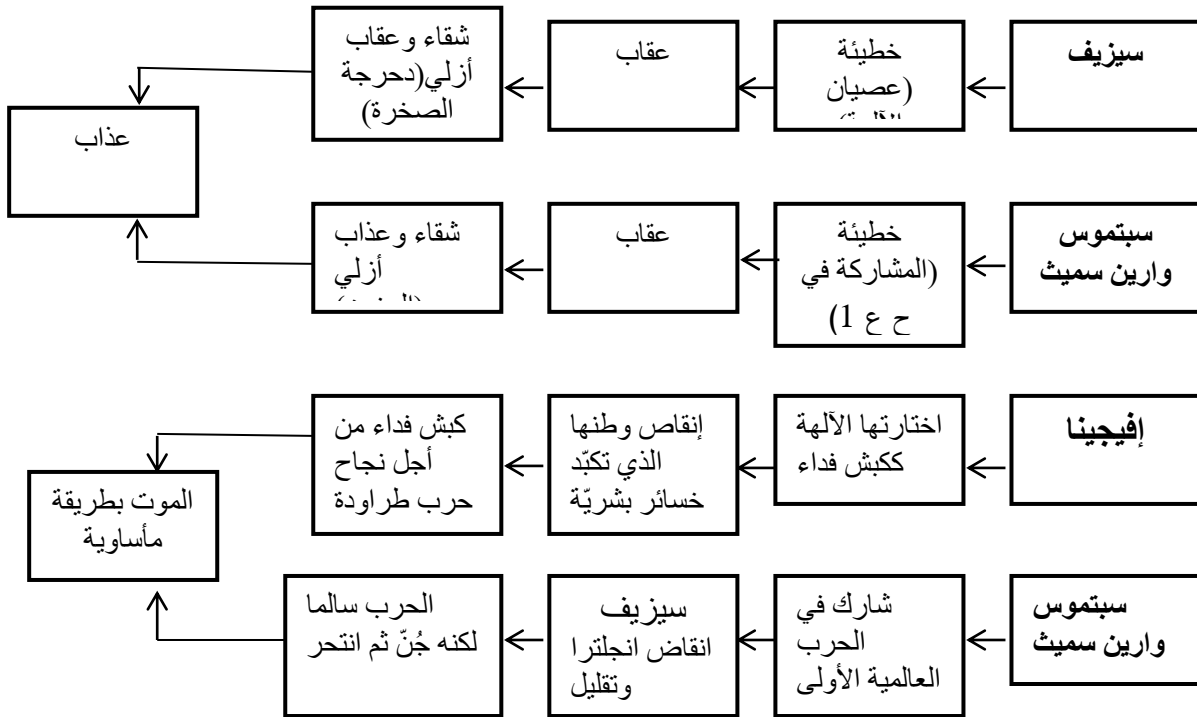 سيزيف
خطيئة
(عصيان
عقاب
شقاء وعقاب
أزلي(دحرجة
الصخرة)
عذاب
سبتموس
وارين سميث
خطيئة
(المشاركة في
ح ع 1)
عقاب
شقاء وعذاب
أزلي
إفيجينا
اختارتها الآلهة
ككبش فداء
إنقاص وطنها
الذي تكبّد
خسائر بشريّة
كبش فداء من
أجل نجاح
حرب طراودة
الموت بطريقة
مأساوية
سبتموس
وارين سميث
شارك في
الحرب
العالمية الأولى
سيزيف
انقاض انجلترا
وتقليل
الحرب سالما
لكنه جُنّ ثم انتحر